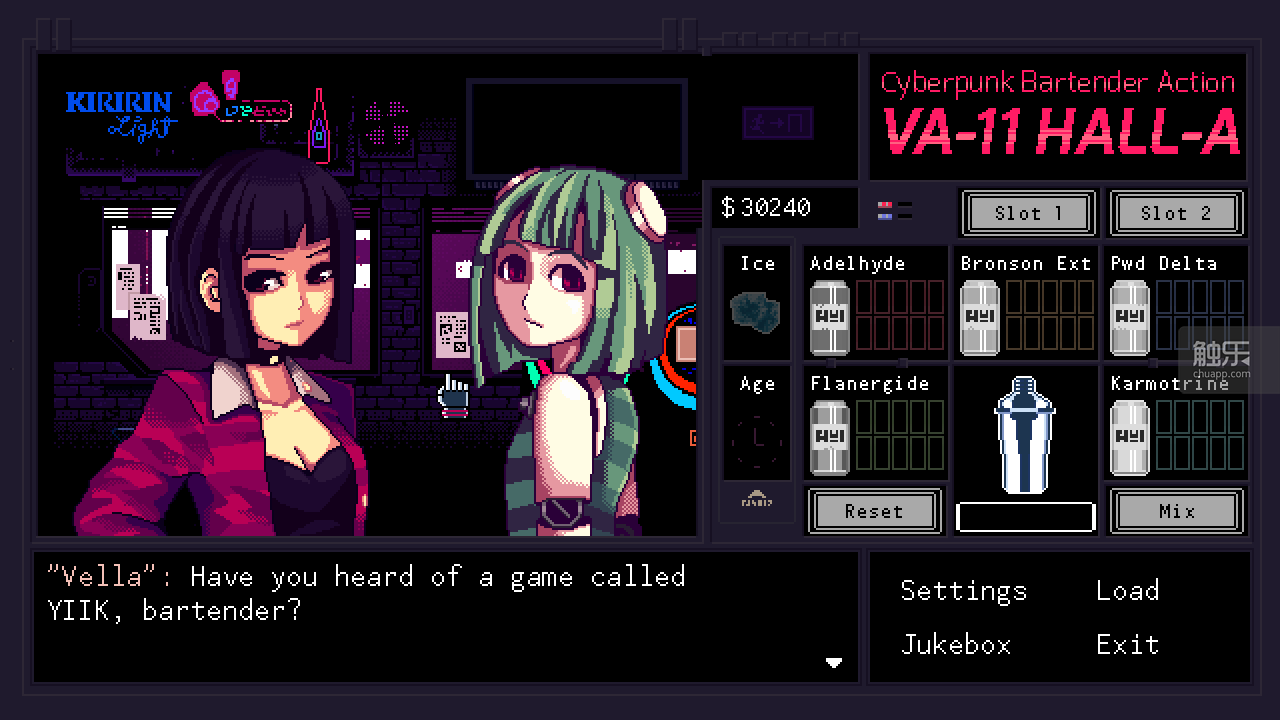 KIRIRIN
Light
Cyberpunk Bartender Action
VA-11 HALL-A
$ 30240
Slot 1
Slot 2
Ice
Adelhyde
Bronson Ext
Pwd Delta
触乐
chuapp.com
Age
Flanergide
Karmotrine
Reset
Mix
"Vella": Have you heard of a game called
YIIK, bartender?
Settings
Load
Jukebox
Exit